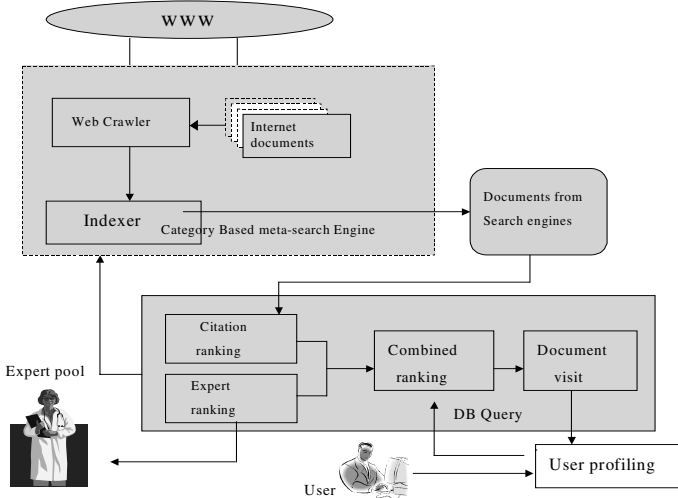 WWW
Web Crawler
Internet
documents
Indexer
Category Based meta-search Engine
Documents from
Search engines
Citation
ranking
Expert
ranking
Combined
ranking
Document
visit
Expert pool
DB Query
User
User profiling